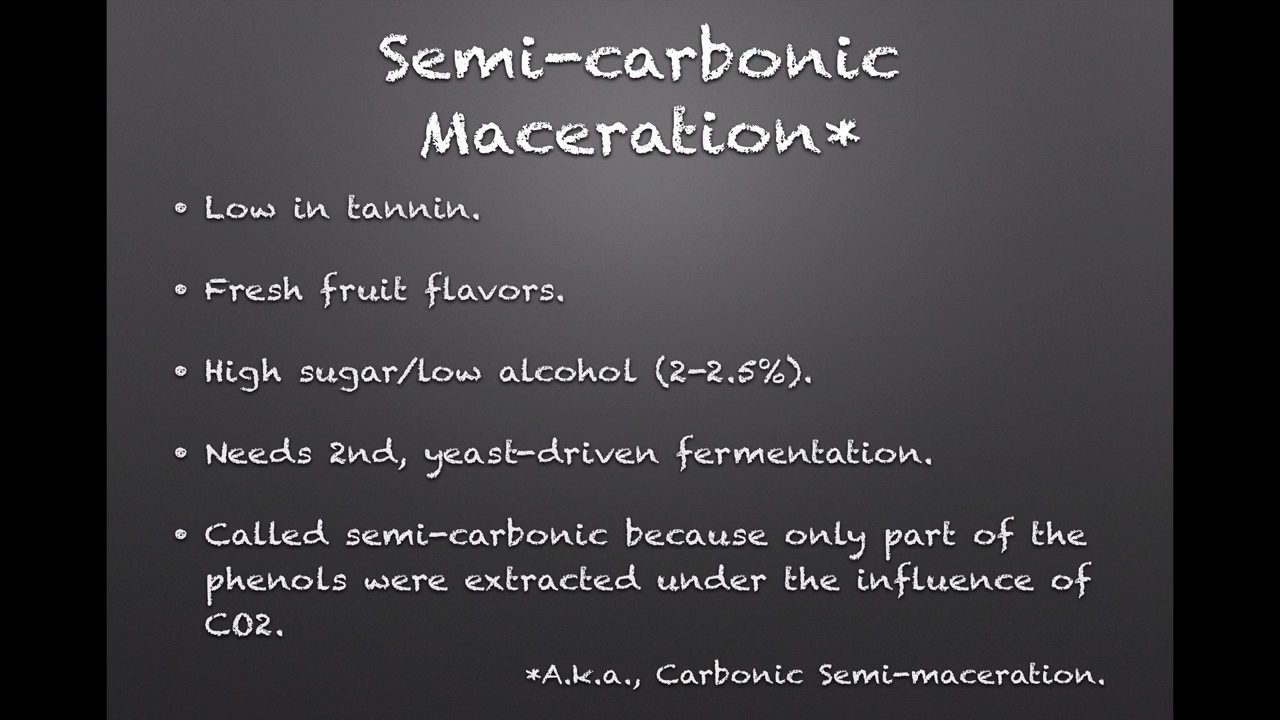 Semi-carbonic
Maceration*
• Low in tannin.
• Fresh fruit flavors.
• High sugar/low alcohol (2-2.5%).
• Needs 2nd, yeast-driven fermentation.
• Called semi-carbonic because only part of the
phenols were extracted under the influence of
CO2.
*A.k.a., Carbonic Semi-maceration.